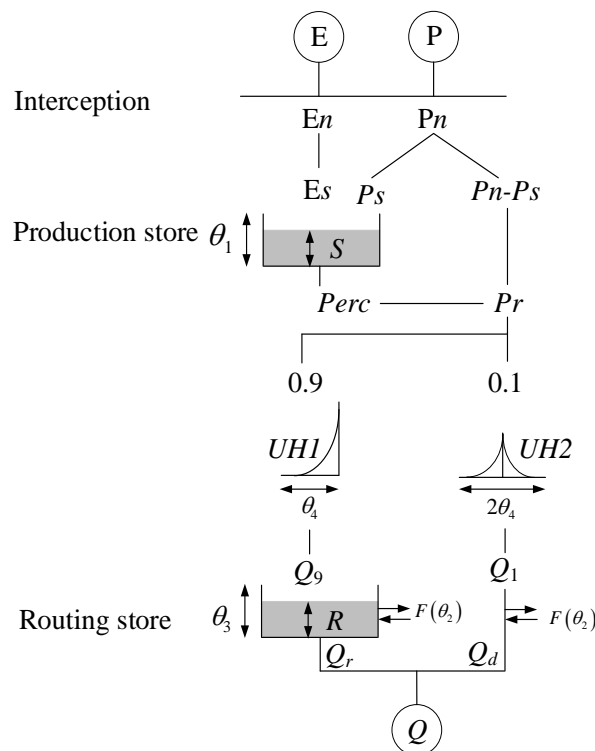 E P
Interception
En Pn
Es Ps Pn-Ps
Production store θ₁ S
Perc Pr
0.9 0.1
UH1 UH2
θ₄ 2θ₄
Q₉ Q₁
Routing store θ₃ R F(θ₂) F(θ₂)
Qᵣ Q_d
Q